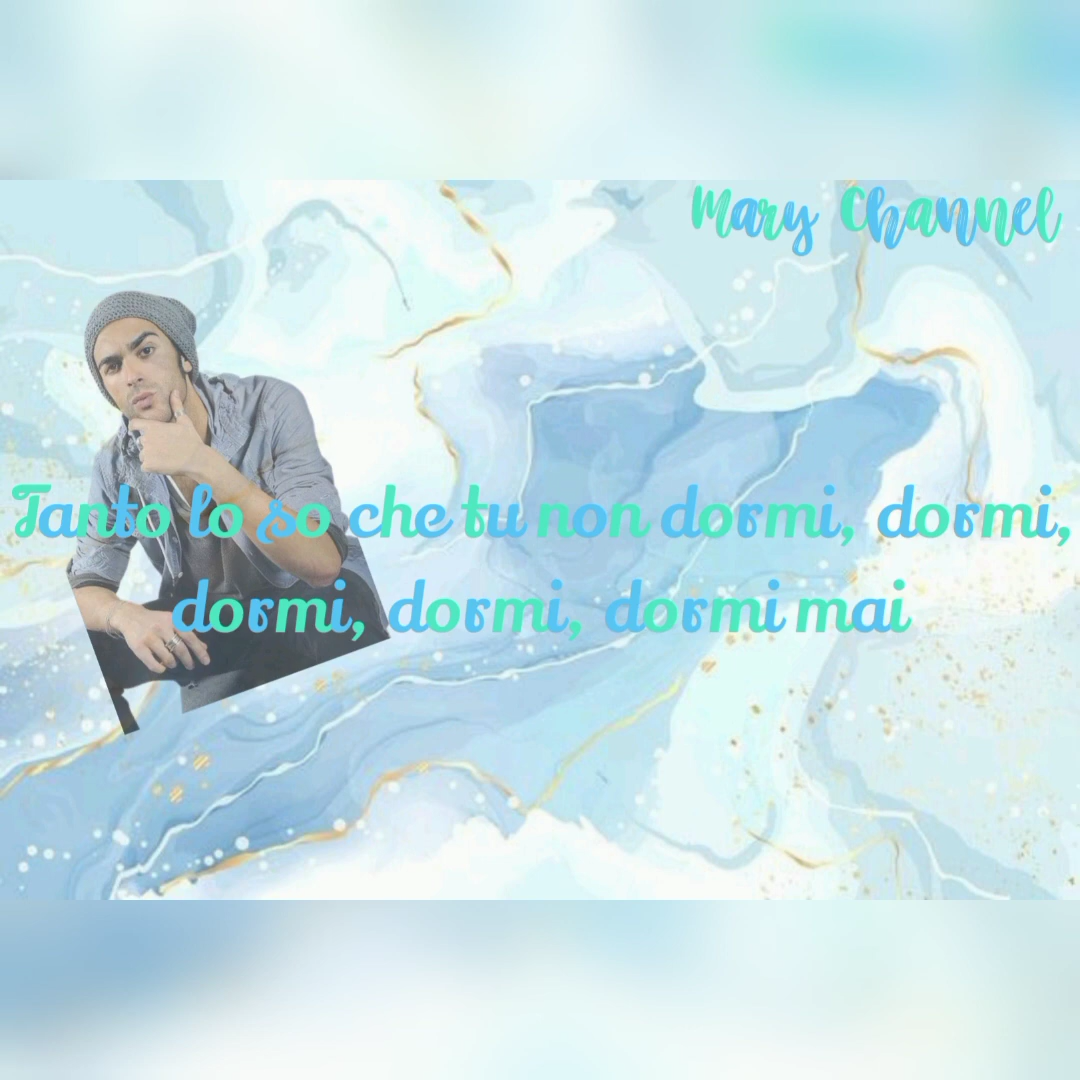 Mary Channel
Tanto lo so che tu non dormi, dormi,
dormi, dormi, dormi mai